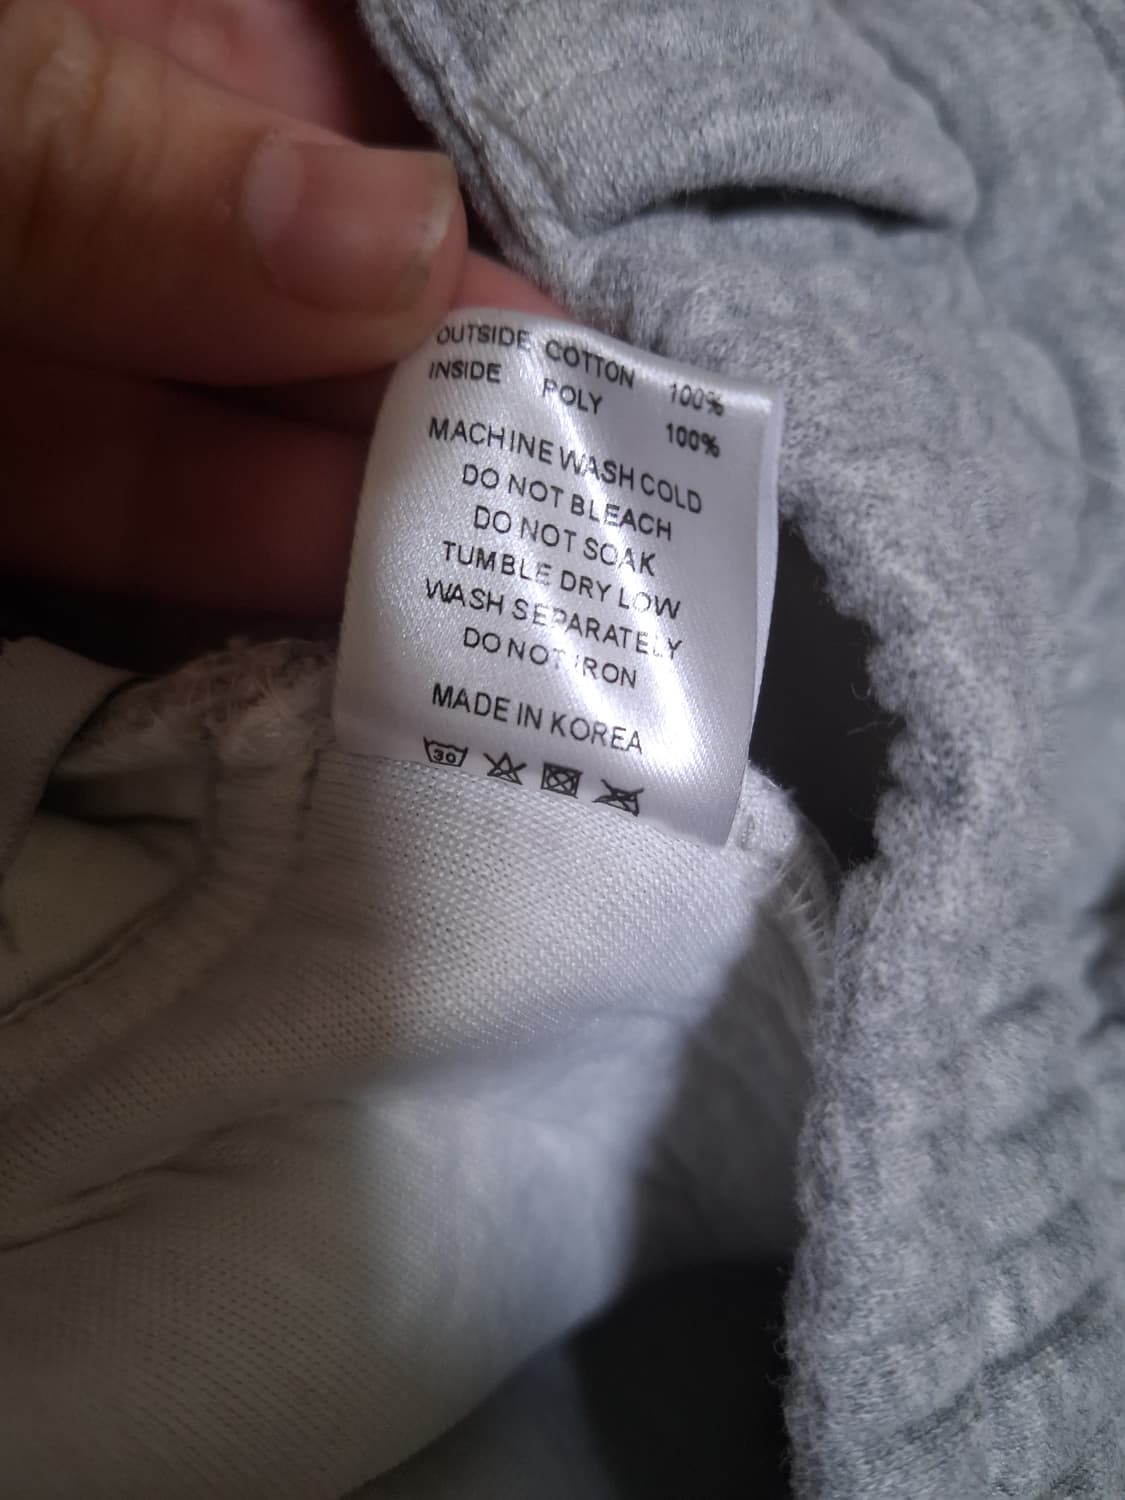 OUTSIDE COTTON 100%
INSIDE POLY 100%
MACHINE WASH COLD
DO NOT BLEACH
DO NOT SOAK
TUMBLE DRY LOW
WASH SEPARATELY
DO NOT IRON
MADE IN KOREA
30